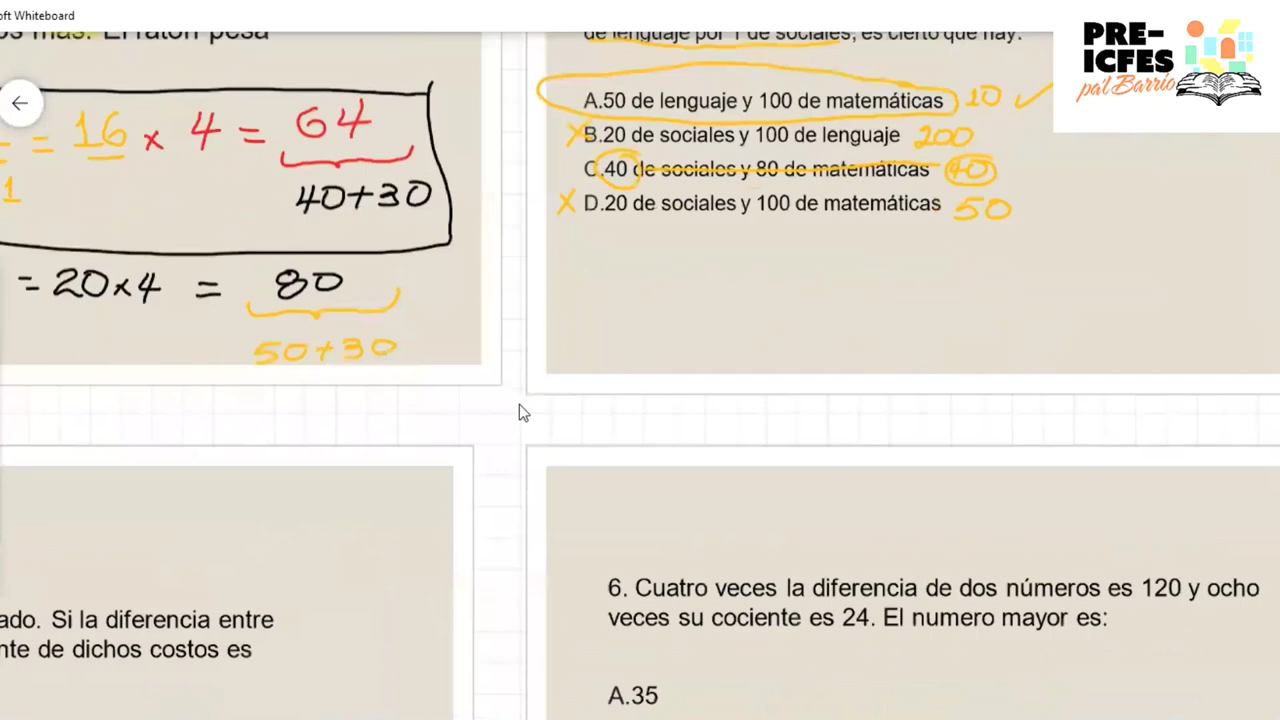 oft Whiteboard
os más. El ratón pesa
= 16 x 4 = 64
1
40+30
= 20x4 = 80
50+30
de lenguaje por 1 de sociales, es cierto que hay:
A.50 de lenguaje y 100 de matemáticas 10 ✓
X B.20 de sociales y 100 de lenguaje 200
C.40 de sociales y 80 de matemáticas 40
X D.20 de sociales y 100 de matemáticas 50
PRE-
ICFES
pa'l Barrio
ado. Si la diferencia entre
nte de dichos costos es
6. Cuatro veces la diferencia de dos números es 120 y ocho
veces su cociente es 24. El numero mayor es:
A.35